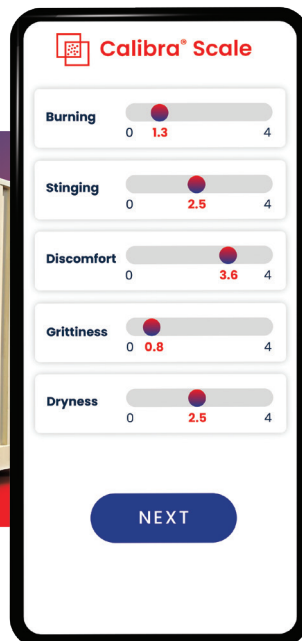 Calibra® Scale
Burning
0 1.3 4
Stinging
0 2.5 4
Discomfort
0 3.6 4
Grittiness
0 0.8 4
Dryness
0 2.5 4
NEXT